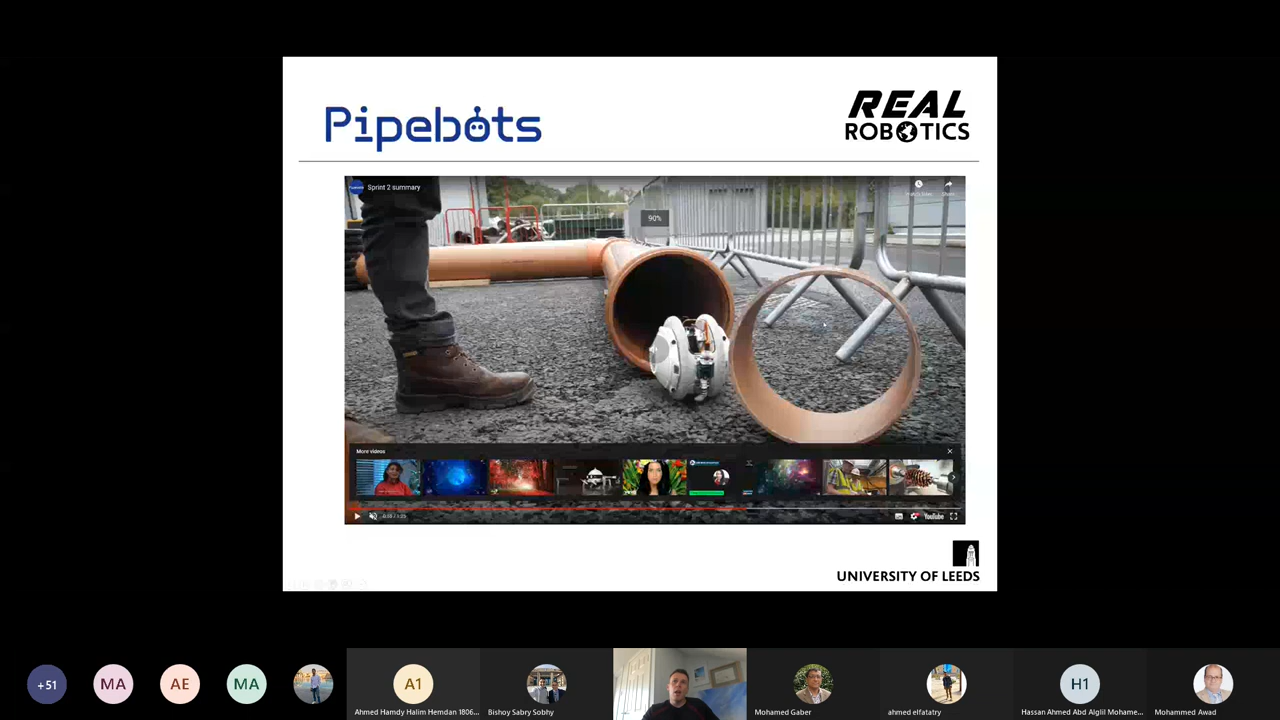 Pipebots
REAL
ROBOTICS
Sprint 2 summary
90%
More videos
YouTube
UNIVERSITY OF LEEDS
+51
MA
AE
MA
A1
H1
Ahmed Hamdy Halim Hemdan 1806...
Bishoy Sabry Sobhy
Mohamed Gaber
ahmed elfatatry
Hassan Ahmed Abd Alglil Mohame...
Mohammed Awad